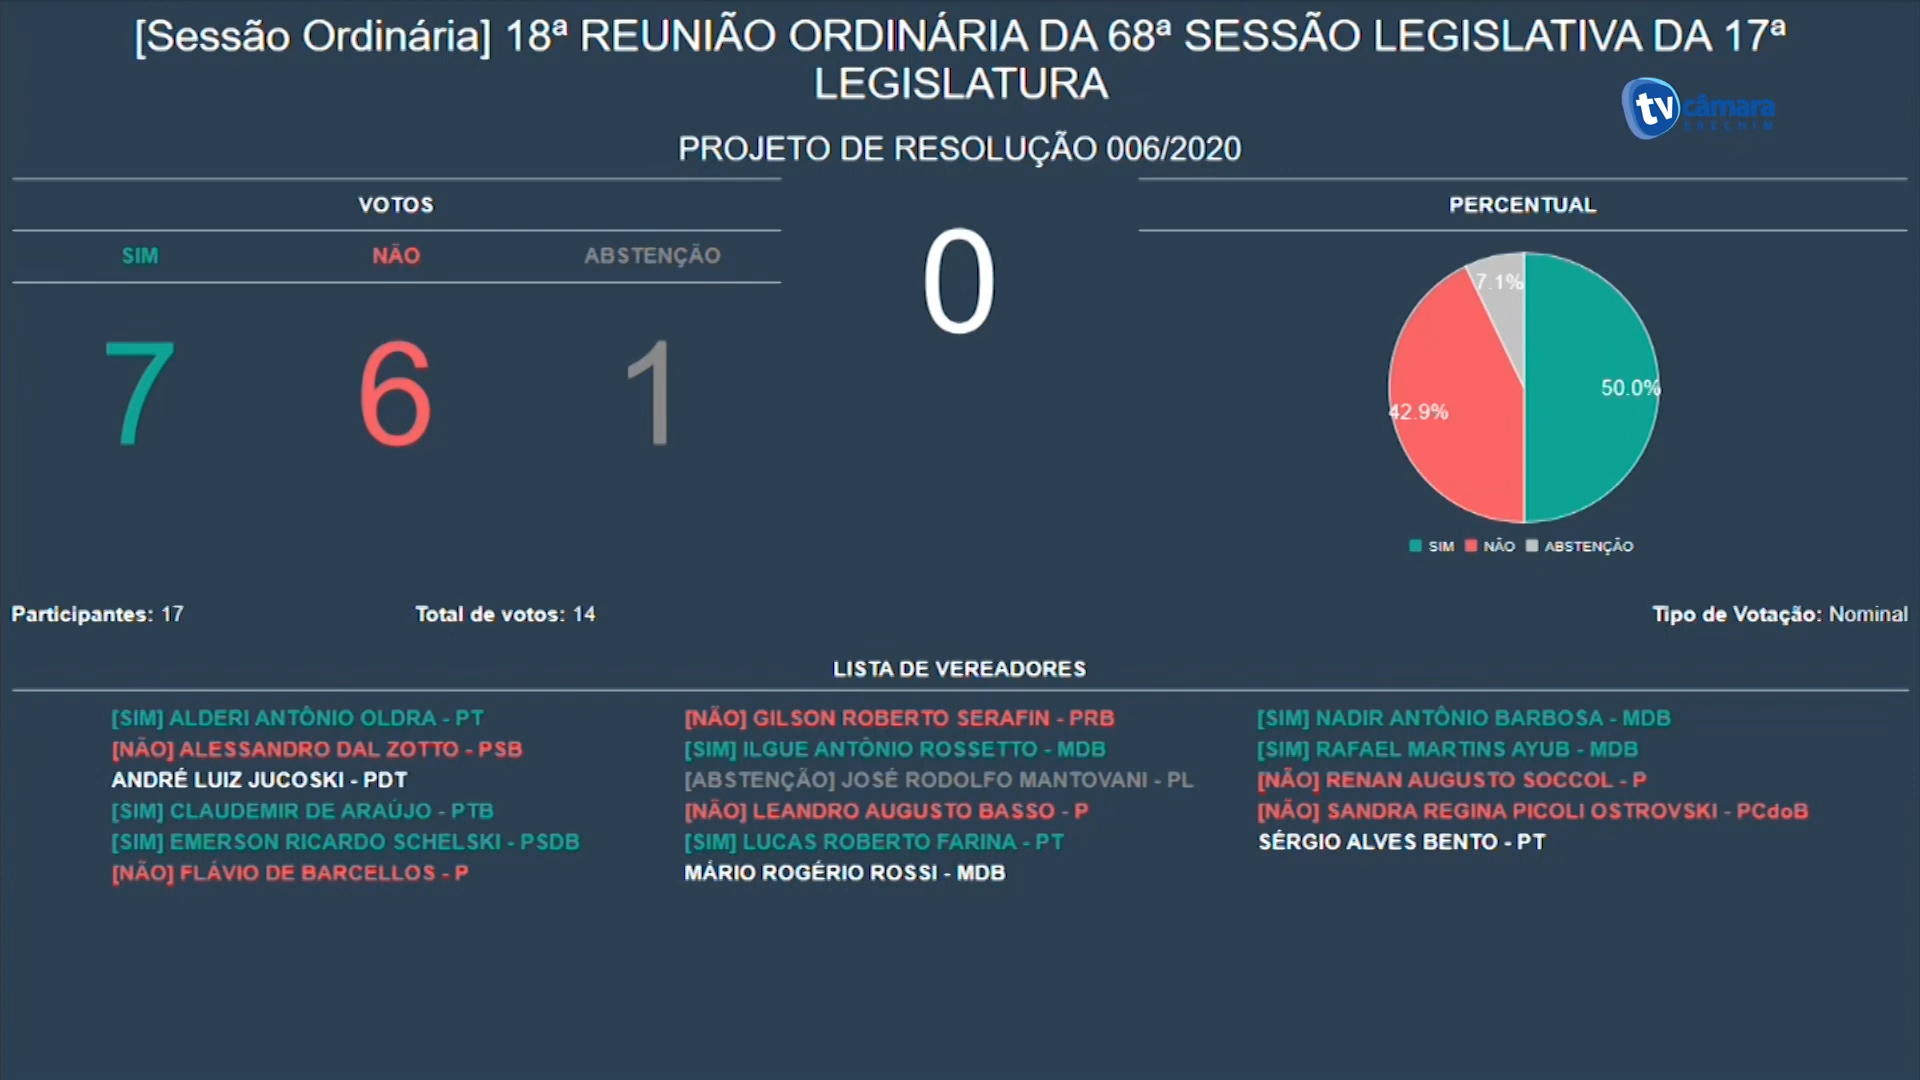 [Sessão Ordinária] 18ª REUNIÃO ORDINÁRIA DA 68ª SESSÃO LEGISLATIVA DA 17ª
LEGISLATURA
tv câmara
ERECHIM
PROJETO DE RESOLUÇÃO 006/2020
VOTOS
SIM NÃO ABSTENÇÃO
7 6 1
0
PERCENTUAL
7.1%
50.0%
42.9%
SIM NÃO ABSTENÇÃO
Participantes: 17 Total de votos: 14 Tipo de Votação: Nominal
LISTA DE VEREADORES
[SIM] ALDERI ANTÔNIO OLDRA - PT
[NÃO] ALESSANDRO DAL ZOTTO - PSB
ANDRÉ LUIZ JUCOSKI - PDT
[SIM] CLAUDEMIR DE ARAÚJO - PTB
[SIM] EMERSON RICARDO SCHELSKI - PSDB
[NÃO] FLÁVIO DE BARCELLOS - P
[NÃO] GILSON ROBERTO SERAFIN - PRB
[SIM] ILGUE ANTÔNIO ROSSETTO - MDB
[ABSTENÇÃO] JOSÉ RODOLFO MANTOVANI - PL
[NÃO] LEANDRO AUGUSTO BASSO - P
[SIM] LUCAS ROBERTO FARINA - PT
MÁRIO ROGÉRIO ROSSI - MDB
[SIM] NADIR ANTÔNIO BARBOSA - MDB
[SIM] RAFAEL MARTINS AYUB - MDB
[NÃO] RENAN AUGUSTO SOCCOL - P
[NÃO] SANDRA REGINA PICOLI OSTROVSKI - PCdoB
SÉRGIO ALVES BENTO - PT